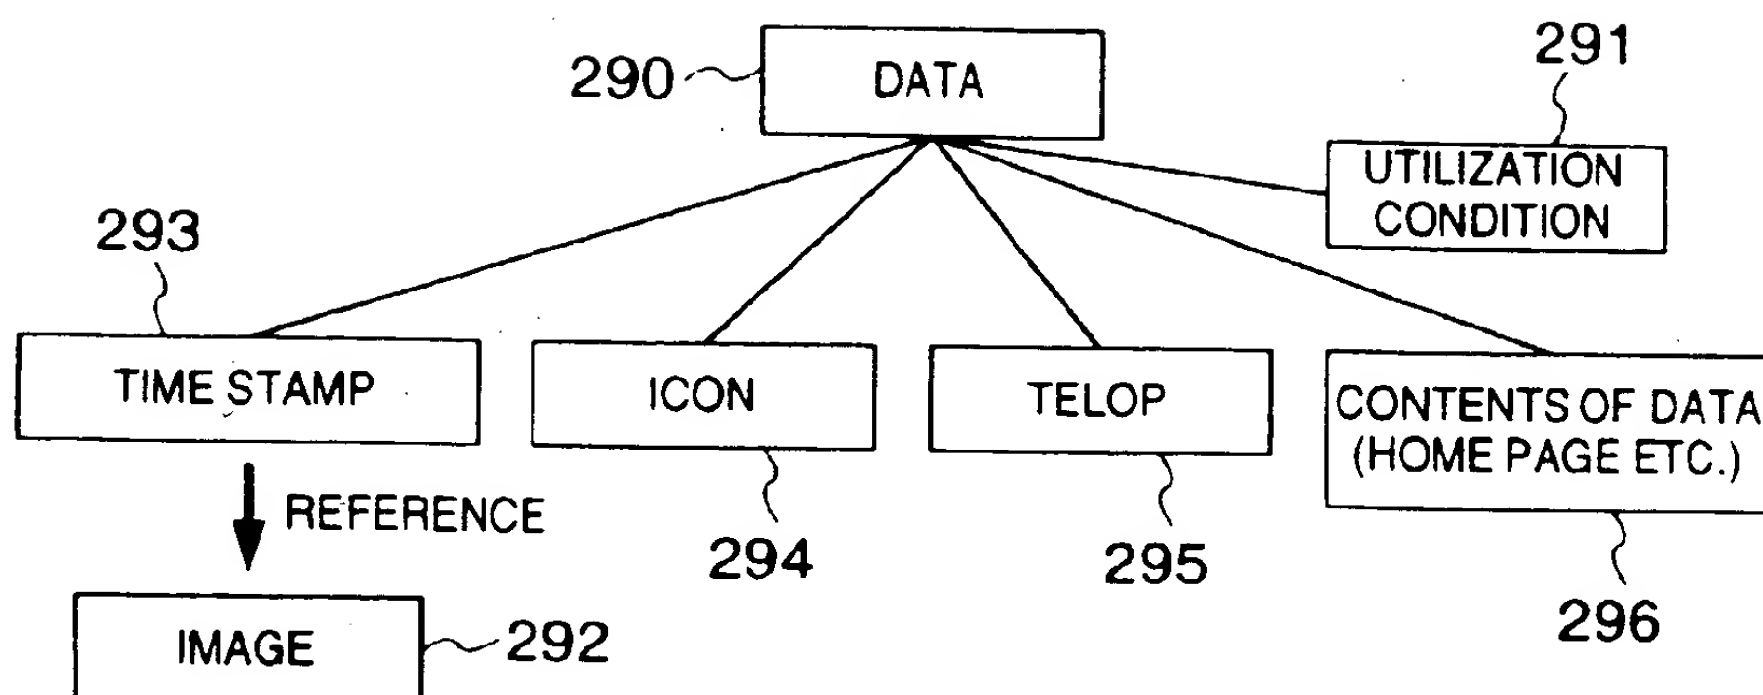 290
DATA
291
UTILIZATION
CONDITION
293
TIME STAMP
ICON
TELOP
CONTENTS OF DATA
(HOME PAGE ETC.)
REFERENCE
294
295
296
IMAGE
292